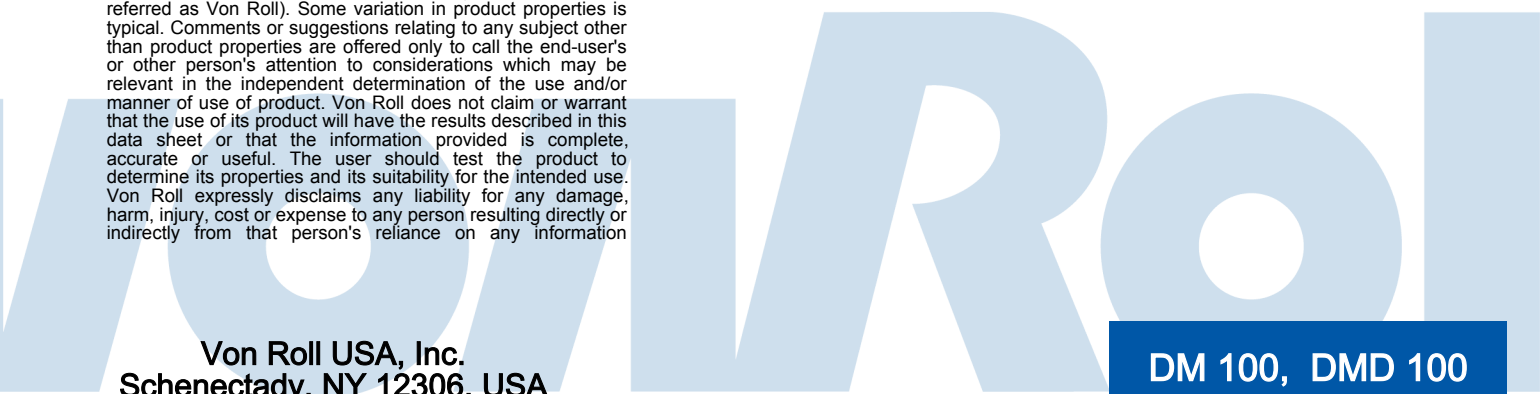 referred as Von Roll). Some variation in product properties is
typical. Comments or suggestions relating to any subject other
than product properties are offered only to call the end-user's
or other person's attention to considerations which may be
relevant in the independent determination of the use and/or
manner of use of product. Von Roll does not claim or warrant
that the use of its product will have the results described in this
data sheet or that the information provided is complete,
accurate or useful. The user should test the product to
determine its properties and its suitability for the intended use.
Von Roll expressly disclaims any liability for any damage,
harm, injury, cost or expense to any person resulting directly or
indirectly from that person's reliance on any information
Von Roll USA, Inc.
Schenectady, NY 12306, USA
DM 100, DMD 100
vonRol